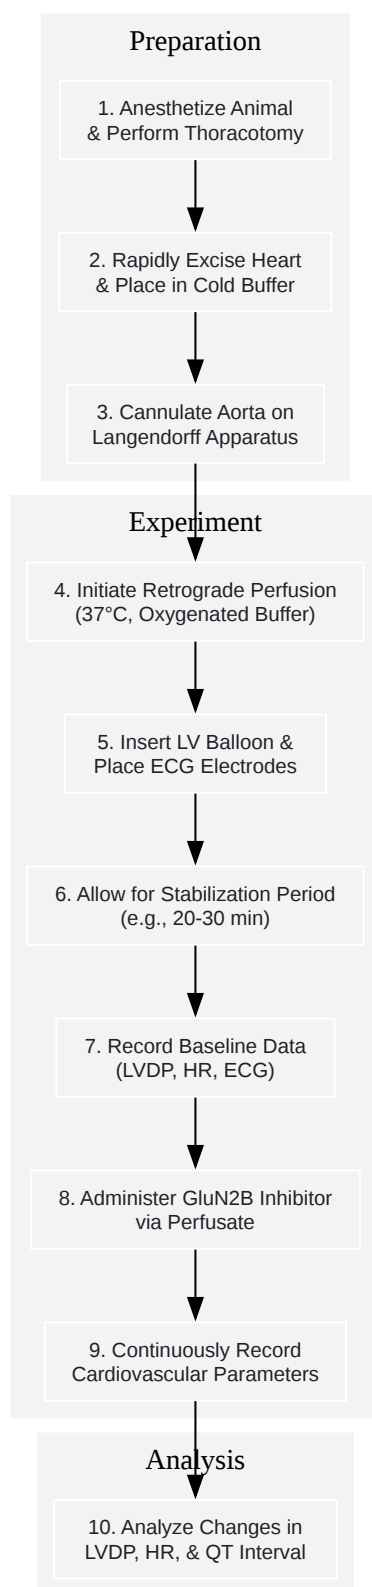 Preparation
1. Anesthetize Animal
& Perform Thoracotomy
2. Rapidly Excise Heart
& Place in Cold Buffer
3. Cannulate Aorta on
Langendorff Apparatus
Experiment
4. Initiate Retrograde Perfusion
(37°C, Oxygenated Buffer)
5. Insert LV Balloon &
Place ECG Electrodes
6. Allow for Stabilization Period
(e.g., 20-30 min)
7. Record Baseline Data
(LVDP, HR, ECG)
8. Administer GluN2B Inhibitor
via Perfusate
9. Continuously Record
Cardiovascular Parameters
Analysis
10. Analyze Changes in
LVDP, HR, & QT Interval